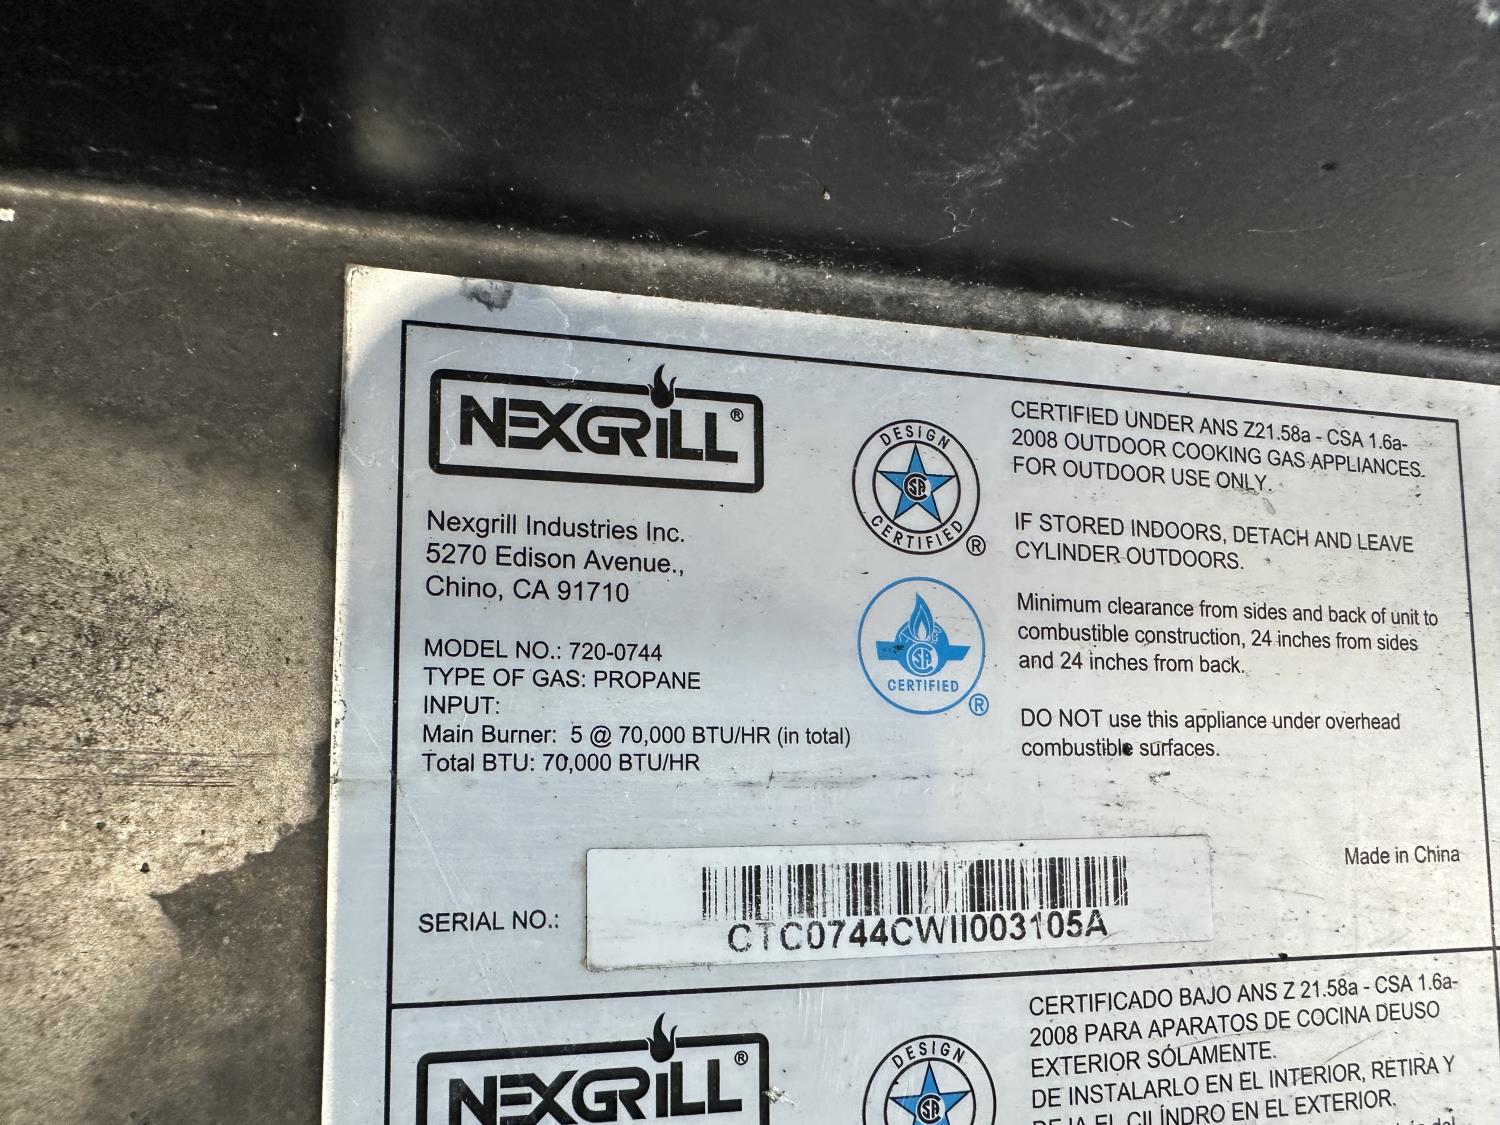 NEXGRILL®
Nexgrill Industries Inc.
5270 Edison Avenue.,
Chino, CA 91710
MODEL NO.: 720-0744
TYPE OF GAS: PROPANE
INPUT:
Main Burner: 5 @ 70,000 BTU/HR (in total)
Total BTU: 70,000 BTU/HR
DESIGN
CERTIFIED
®
CERTIFIED
®
CERTIFIED UNDER ANS Z21.58a - CSA 1.6a-
2008 OUTDOOR COOKING GAS APPLIANCES.
FOR OUTDOOR USE ONLY.
IF STORED INDOORS, DETACH AND LEAVE
CYLINDER OUTDOORS.
Minimum clearance from sides and back of unit to
combustible construction, 24 inches from sides
and 24 inches from back.
DO NOT use this appliance under overhead
combustible surfaces.
Made in China
SERIAL NO.:
CTC0744CWII003105A
NEXGRILL®
DESIGN
CERTIFICADO BAJO ANS Z 21.58a - CSA 1.6a-
2008 PARA APARATOS DE COCINA DEUSO
EXTERIOR SÓLAMENTE.
DE INSTALARLO EN EL INTERIOR, RETIRA Y
DEJA EL CILÍNDRO EN EL EXTERIOR.